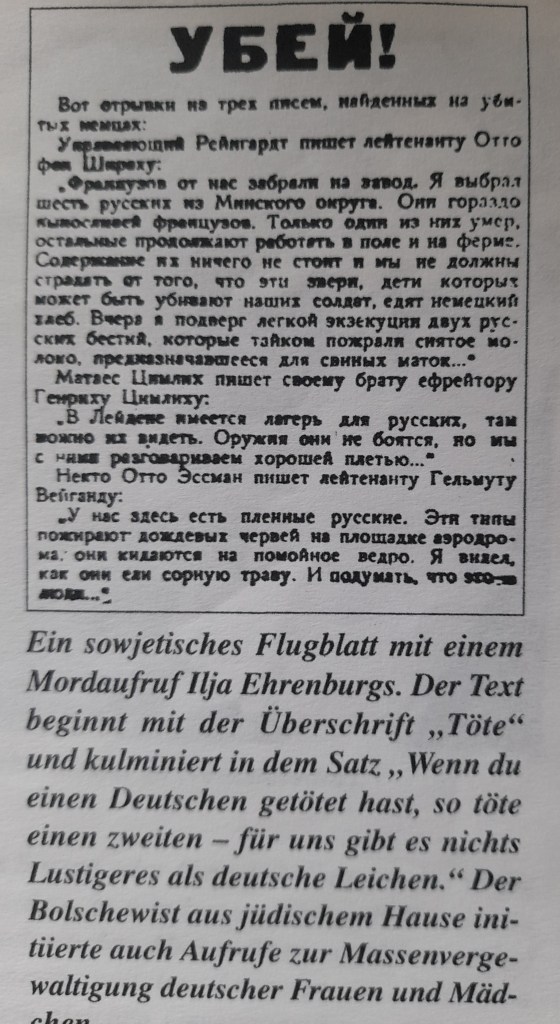 УБЕЙ!
Вот отрывки из трех писем, найденных на уби-
тых немцах:
Управляющий Рейнгардт пишет лейтенанту Отто
фон Шираху:
„Французов от нас забрали на завод. Я выбрал
шесть русских из Минского округа. Они гораздо
выносливей французов. Только один из них умер,
остальные продолжают работать в поле и на ферме.
Содержание их ничего не стоит и мы не должны
страдать от того, что эти звери, дети которых
может быть убивают наших солдат, едят немецкий
хлеб. Вчера я подверг легкой экзекуции двух рус-
ских бестий, которые тайком пожрали снятое мо-
локо, предназначавшееся для свиных маток..."
Матаес Цимлих пишет своему брату ефрейтору
Генриху Цимлиху:
„В Лейдене имеется лагерь для русских, там
можно их видеть. Оружия они не боятся, но мы
с ними разговариваем хорошей плетью..."
Некто Отто Эссман пишет лейтенанту Гельмуту
Вейганду:
„У нас здесь есть пленные русские. Эти типы
пожирают дождевых червей на площадке аэродро-
ма, они кидаются на помойное ведро. Я видел,
как они ели сорную траву. И подумать, что это—
люди..."
Ein sowjetisches Flugblatt mit einem
Mordaufruf Ilja Ehrenburgs. Der Text
beginnt mit der Überschrift „Töte“
und kulminiert in dem Satz „Wenn du
einen Deutschen getötet hast, so töte
einen zweiten – für uns gibt es nichts
Lustigeres als deutsche Leichen.“ Der
Bolschewist aus jüdischem Hause ini-
tiierte auch Aufrufe zur Massenverge-
waltigung deutscher Frauen und Mäd-
chen